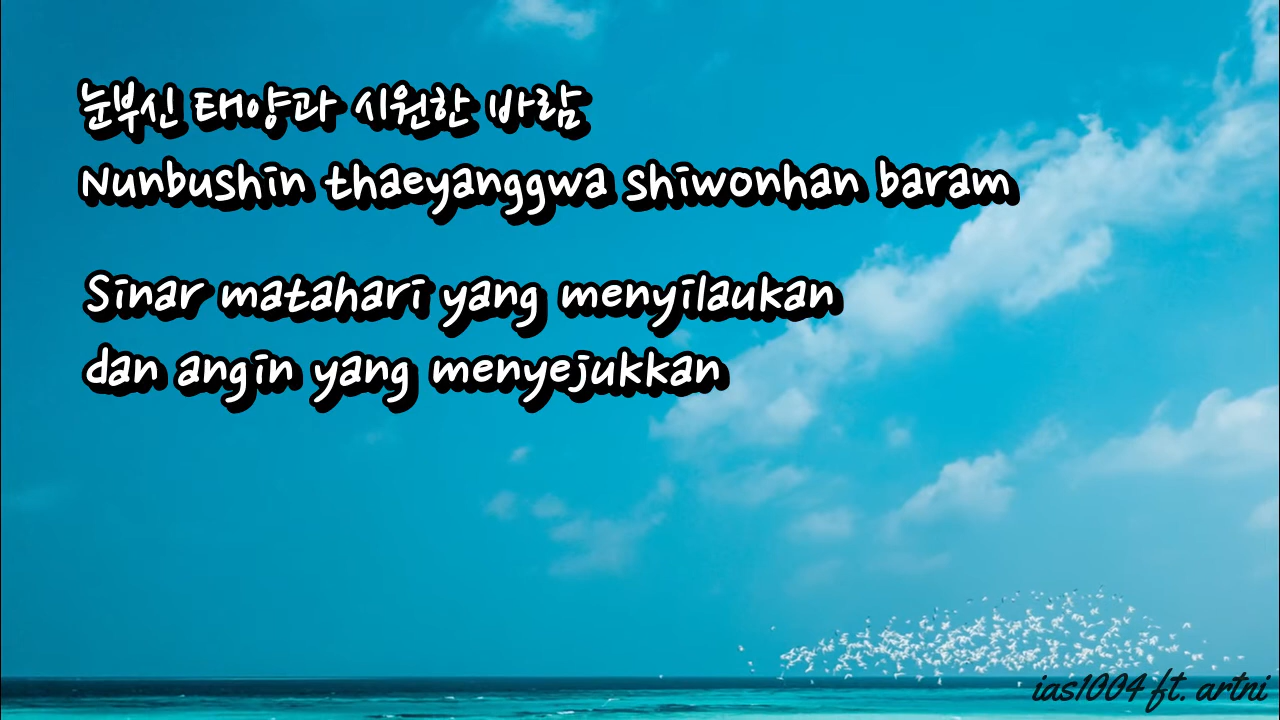 눈부신 태양과 시원한 바람
Nunbushin thaeyanggwa shiwonhan baram
Sinar matahari yang menyilaukan
dan angin yang menyejukkan
ias1004 ft. artni